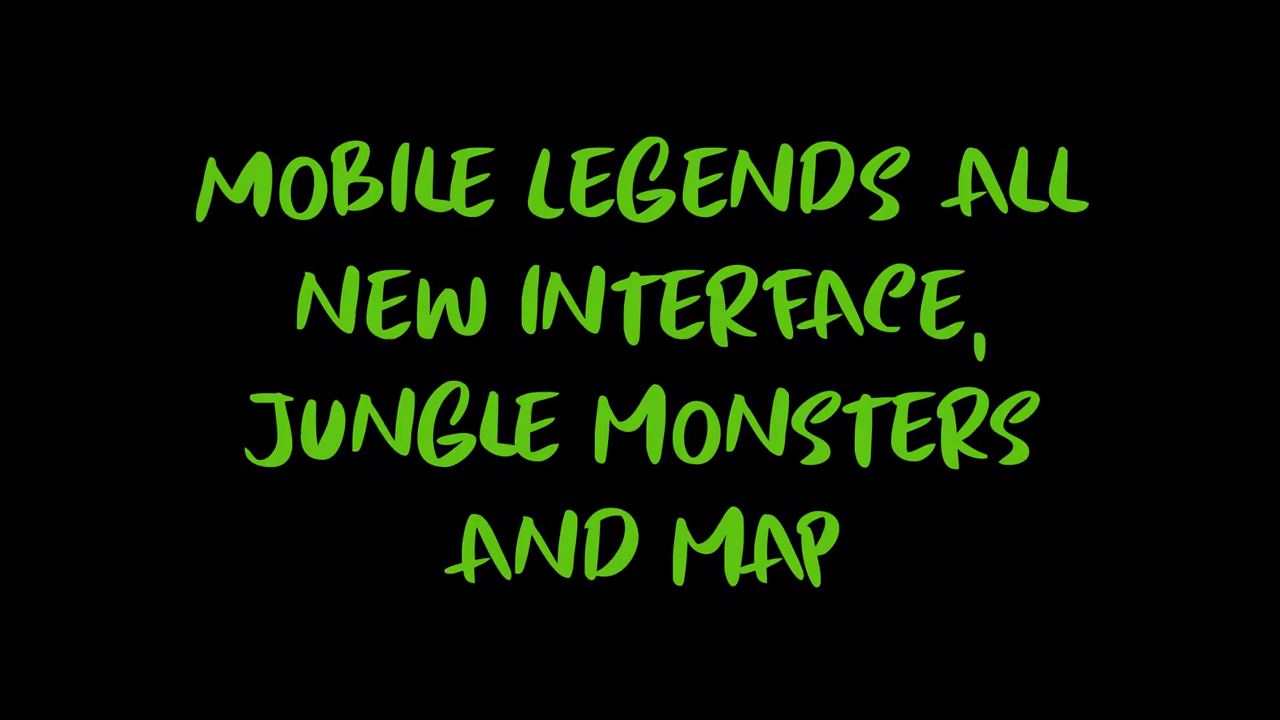 MOBILE LEGENDS ALL
NEW INTERFACE,
JUNGLE MONSTERS
AND MAP